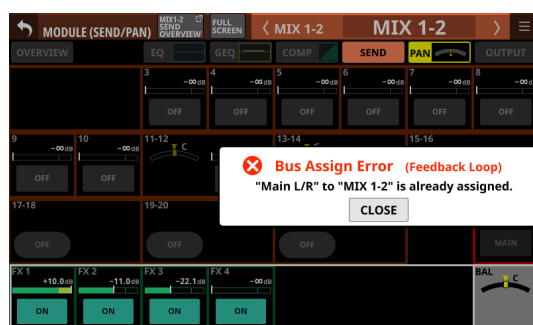 MODULE (SEND/PAN)
MIX1-2
SEND
OVERVIEW
FULL
SCREEN
MIX 1-2
MIX 1-2
OVERVIEW
EQ
GEQ
COMP
SEND
PAN
OUTPUT
3 -∞dB
4 -∞dB
5 -∞dB
6 -∞dB
7 -∞dB
8 -∞dB
OFF
OFF
OFF
OFF
OFF
OFF
9 -∞dB
10 -∞dB
11-12
C
13-14
C
15-16
OFF
OFF
Bus Assign Error (Feedback Loop)
"Main L/R" to "MIX 1-2" is already assigned.
CLOSE
17-18
19-20
OFF
OFF
OFF
MAIN
FX 1
+10.0dB
FX 2
-11.0dB
FX 3
-22.1dB
FX 4
-∞dB
BAL
C
ON
ON
ON
ON